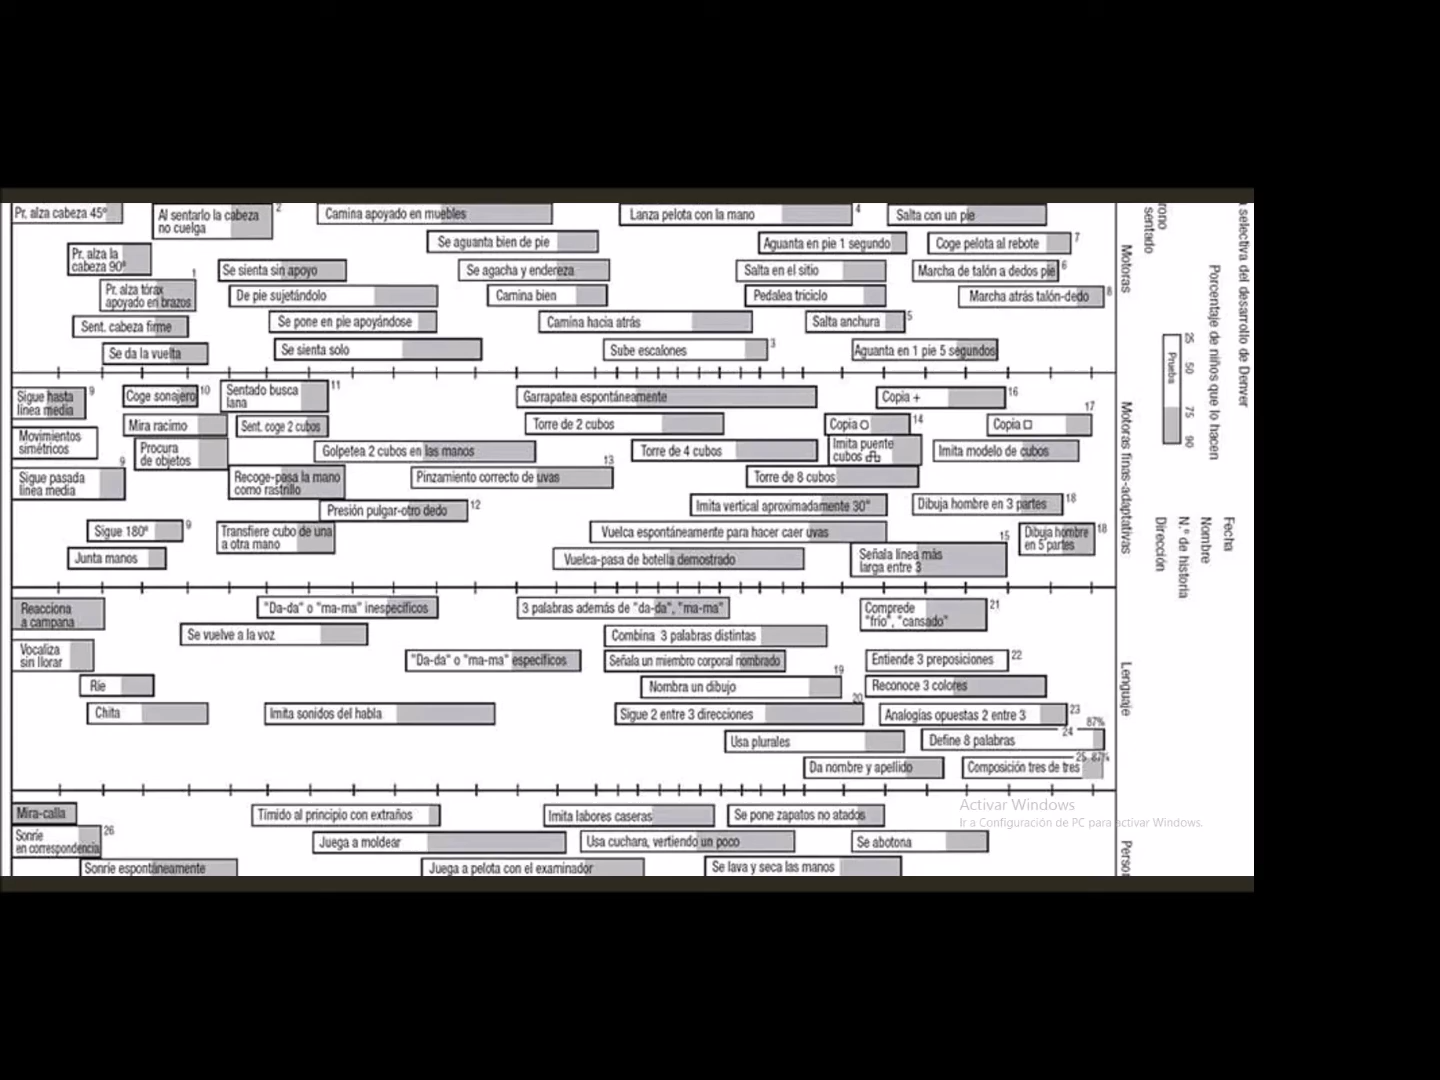 Pr. alza cabeza 45º
Al sentarlo la cabeza
no cuelga
2
Camina apoyado en muebles
Lanza pelota con la mano
4
Salta con un pie
Se aguanta bien de pie
Aguanta en pie 1 segundo
Coge pelota al rebote
7
Pr. alza la
cabeza 90º
Se sienta sin apoyo
Se agacha y endereza
Salta en el sitio
Marcha de talón a dedos pie
6
1
Pr. alza tórax
apoyado en brazos
De pie sujetándolo
Camina bien
Pedalea triciclo
Marcha atrás talón-dedo
8
Sent. cabeza firme
Se pone en pie apoyándose
Camina hacia atrás
Salta anchura
5
Se da la vuelta
Se sienta solo
Sube escalones
3
Aguanta en 1 pie 5 segundos
Motoras
Sigue hasta
línea media
9
Coge sonajero
10
Sentado busca
lana
11
Garrapatea espontáneamente
Copia +
16
Movimientos
simétricos
Mira racimo
Sent. coge 2 cubos
Torre de 2 cubos
Copia O
14
Copia □
17
Procura
de objetos
Golpetea 2 cubos en las manos
Torre de 4 cubos
Imita puente
cubos
Imita modelo de cubos
9
Sigue pasada
línea media
Recoge-pasa la mano
como rastrillo
Pinzamiento correcto de uvas
13
Torre de 8 cubos
Presión pulgar-otro dedo
12
Imita vertical aproximadamente 30°
Dibuja hombre en 3 partes
18
Sigue 180º
9
Transfiere cubo de una
a otra mano
Vuelca espontáneamente para hacer caer uvas
15
Dibuja hombre
en 5 partes
18
Junta manos
Vuelca-pasa de botella demostrado
Señala línea más
larga entre 3
Motoras finas-adaptativas
Reacciona
a campana
"Da-da" o "ma-ma" inespecíficos
3 palabras además de "da-da", "ma-ma"
Comprede
"frío", "cansado"
21
Se vuelve a la voz
Combina 3 palabras distintas
Vocaliza
sin llorar
"Da-da" o "ma-ma" específicos
Señala un miembro corporal nombrado
Entiende 3 preposiciones
22
Ríe
Nombra un dibujo
19
Reconoce 3 colores
Chita
Imita sonidos del habla
Sigue 2 entre 3 direcciones
20
Analogías opuestas 2 entre 3
23
Usa plurales
Define 8 palabras
24
87%
Da nombre y apellido
Composición tres de tres
25
87%
Lenguaje
Mira-calla
Tímido al principio con extraños
Imita labores caseras
Se pone zapatos no atados
Sonríe
en correspondencia
26
Juega a moldear
Usa cuchara, vertiendo un poco
Se abotona
Sonríe espontáneamente
Juega a pelota con el examinador
Se lava y seca las manos
selectiva del desarrollo de Denver
Porcentaje de niños que lo hacen
25 50 75 90
Prueba
sentado
Fecha
Nombre
N.º de historia
Dirección
Activar Windows
Ir a Configuración de PC para activar Windows.